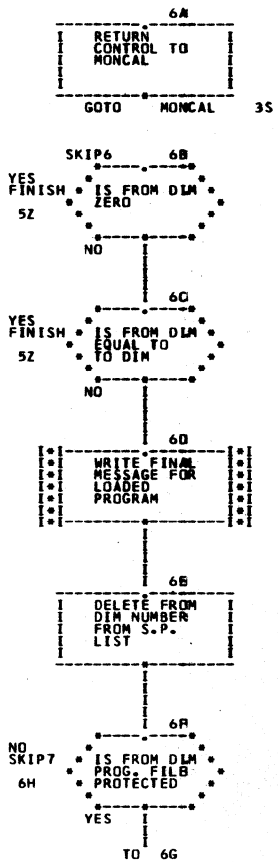 6A
RETURN
CONTROL TO
MONCAL
GOTO MONCAL 3S
SKIP6 6B
YES
FINISH IS FROM DIM
5Z ZERO
NO
6C
YES
FINISH IS FROM DIM
5Z EQUAL TO
TO DIM
NO
6D
WRITE FINAL
MESSAGE FOR
LOADED
PROGRAM
6E
DELETE FROM
DIM NUMBER
FROM S.P.
LIST
6F
NO
SKIP7 IS FROM DIM
6H PROG. FILE
PROTECTED
YES
TO 6G